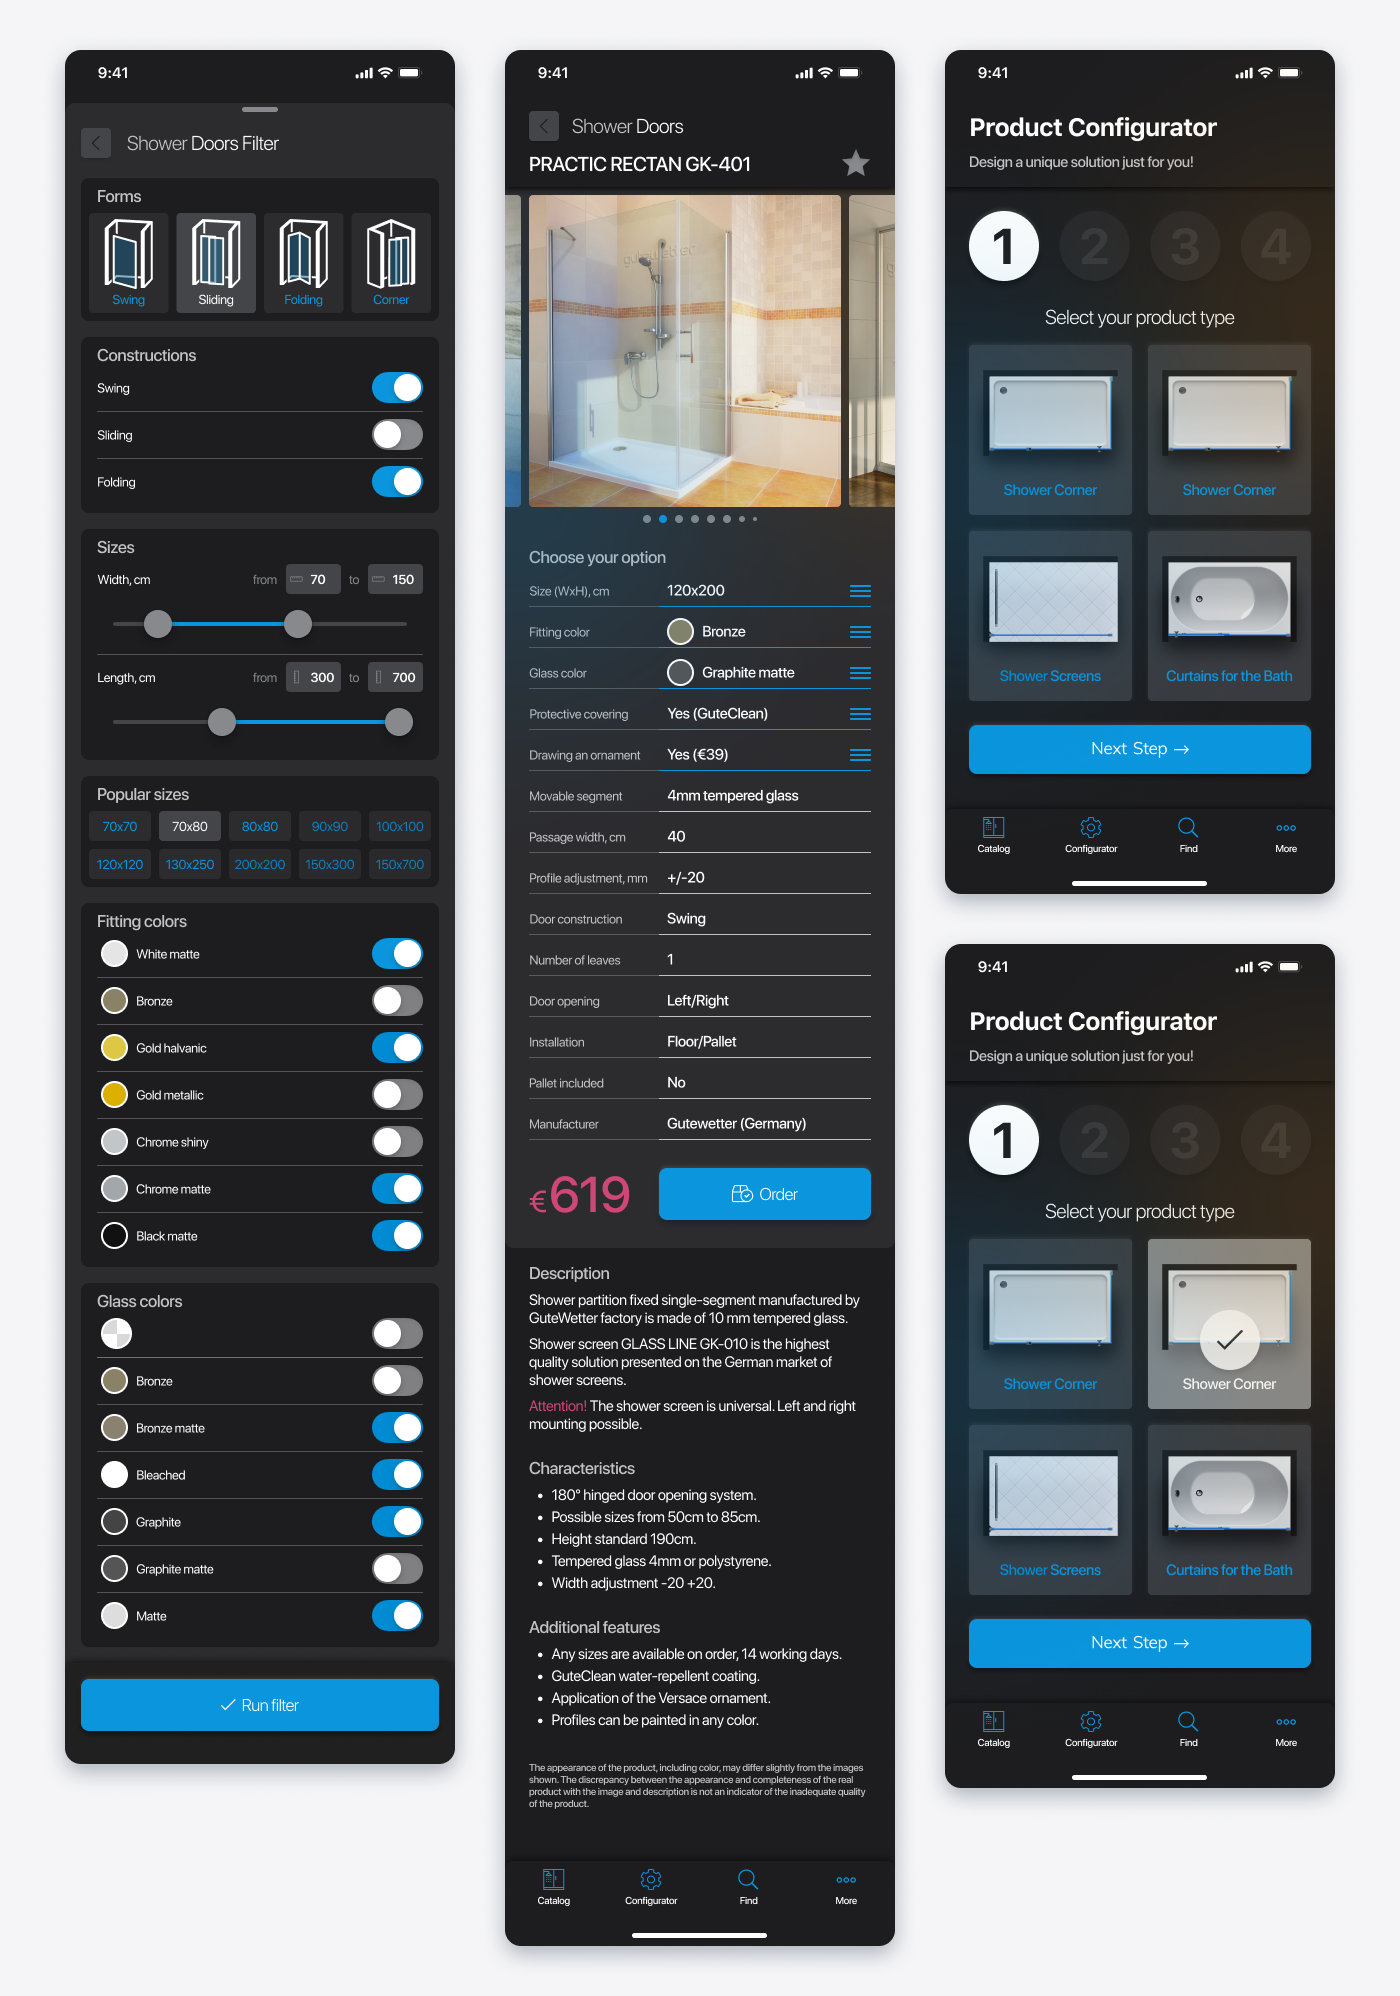 9:41
Shower Doors Filter
Forms
Swing
Sliding
Folding
Corner
Constructions
Swing
Sliding
Folding
Sizes
Width, cm from 70 to 150
Length, cm from 300 to 700
Popular sizes
70x70 70x80 80x80 90x90 100x100
120x120 130x250 200x200 150x300 150x700
Fitting colors
White matte
Bronze
Gold halvanic
Gold metallic
Chrome shiny
Chrome matte
Black matte
Glass colors
Bronze
Bronze matte
Bleached
Graphite
Graphite matte
Matte
Run filter
9:41
Shower Doors
PRACTIC RECTAN GK-401
gutewetter
Choose your option
Size (WxH), cm 120x200
Fitting color Bronze
Glass color Graphite matte
Protective covering Yes (GuteClean)
Drawing an ornament Yes (€39)
Movable segment 4mm tempered glass
Passage width, cm 40
Profile adjustment, mm +/-20
Door construction Swing
Number of leaves 1
Door opening Left/Right
Installation Floor/Pallet
Pallet included No
Manufacturer Gutewetter (Germany)
€619 Order
Description
Shower partition fixed single-segment manufactured by
GuteWetter factory is made of 10 mm tempered glass.
Shower screen GLASS LINE GK-010 is the highest
quality solution presented on the German market of
shower screens.
Attention! The shower screen is universal. Left and right
mounting possible.
Characteristics
• 180° hinged door opening system.
• Possible sizes from 50cm to 85cm.
• Height standard 190cm.
• Tempered glass 4mm or polystyrene.
• Width adjustment -20 +20.
Additional features
• Any sizes are available on order, 14 working days.
• GuteClean water-repellent coating.
• Application of the Versace ornament.
• Profiles can be painted in any color.
The appearance of the product, including color, may differ slightly from the images
shown. The discrepancy between the appearance and completeness of the real
product with the image and description is not an indicator of the inadequate quality
of the product.
Catalog Configurator Find More
9:41
Product Configurator
Design a unique solution just for you!
1 2 3 4
Select your product type
Shower Corner Shower Corner
Shower Screens Curtains for the Bath
Next Step →
Catalog Configurator Find More
9:41
Product Configurator
Design a unique solution just for you!
1 2 3 4
Select your product type
Shower Corner Shower Corner
Shower Screens Curtains for the Bath
Next Step →
Catalog Configurator Find More